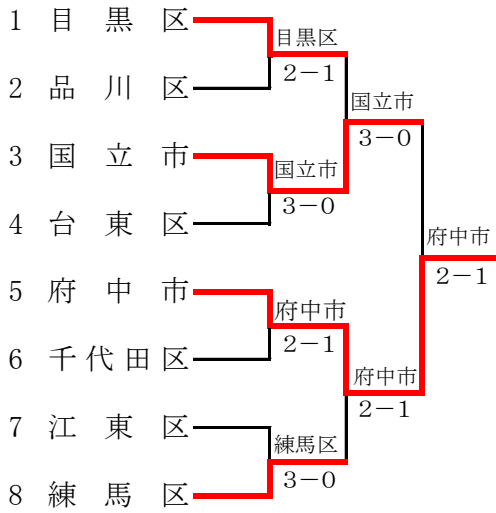 1 目黒区
目黒区
2-1
2 品川区
国立市
3-0
3 国立市
国立市
3-0
4 台東区
府中市
2-1
5 府中市
府中市
2-1
6 千代田区
府中市
2-1
7 江東区
練馬区
3-0
8 練馬区